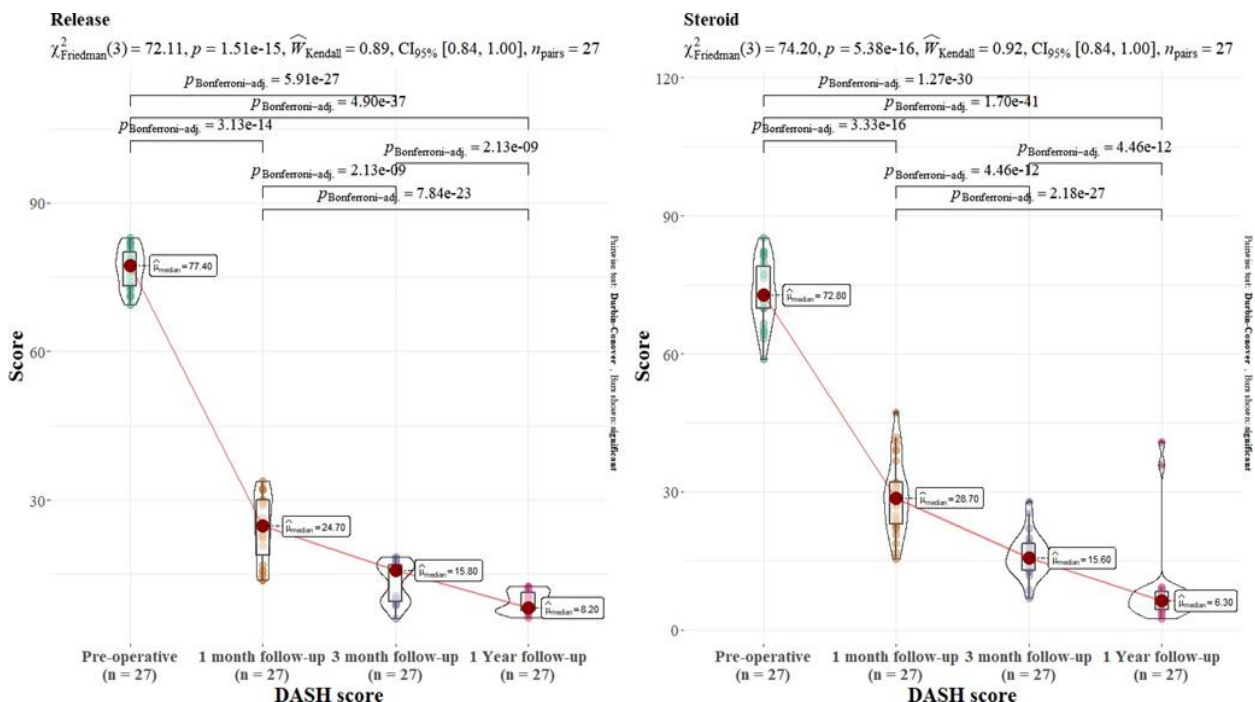 Release
χ²Friedman(3) = 72.11, p = 1.51e-15, ŴKendall = 0.89, CI95% [0.84, 1.00], npairs = 27
pBonferroni−adj. = 5.91e-27
pBonferroni−adj. = 4.90e-37
pBonferroni−adj. = 3.13e-14
pBonferroni−adj. = 2.13e-09
pBonferroni−adj. = 2.13e-09
pBonferroni−adj. = 7.84e-23
90
60
30
Score
μ̂median = 77.40
μ̂median = 24.70
μ̂median = 15.80
μ̂median = 8.20
Pairwise test: Durbin-Conover , Bars shown: significant
Pre-operative 1 month follow-up 3 month follow-up 1 Year follow-up
(n = 27) (n = 27) (n = 27) (n = 27)
DASH score
Steroid
χ²Friedman(3) = 74.20, p = 5.38e-16, ŴKendall = 0.92, CI95% [0.84, 1.00], npairs = 27
120
pBonferroni−adj. = 1.27e-30
pBonferroni−adj. = 1.70e-41
pBonferroni−adj. = 3.33e-16
pBonferroni−adj. = 4.46e-12
pBonferroni−adj. = 4.46e-12
pBonferroni−adj. = 2.18e-27
90
60
30
0
Score
μ̂median = 72.80
μ̂median = 28.70
μ̂median = 15.60
μ̂median = 6.30
Pairwise test: Durbin-Conover , Bars shown: significant
Pre-operative 1 month follow-up 3 month follow-up 1 Year follow-up
(n = 27) (n = 27) (n = 27) (n = 27)
DASH score